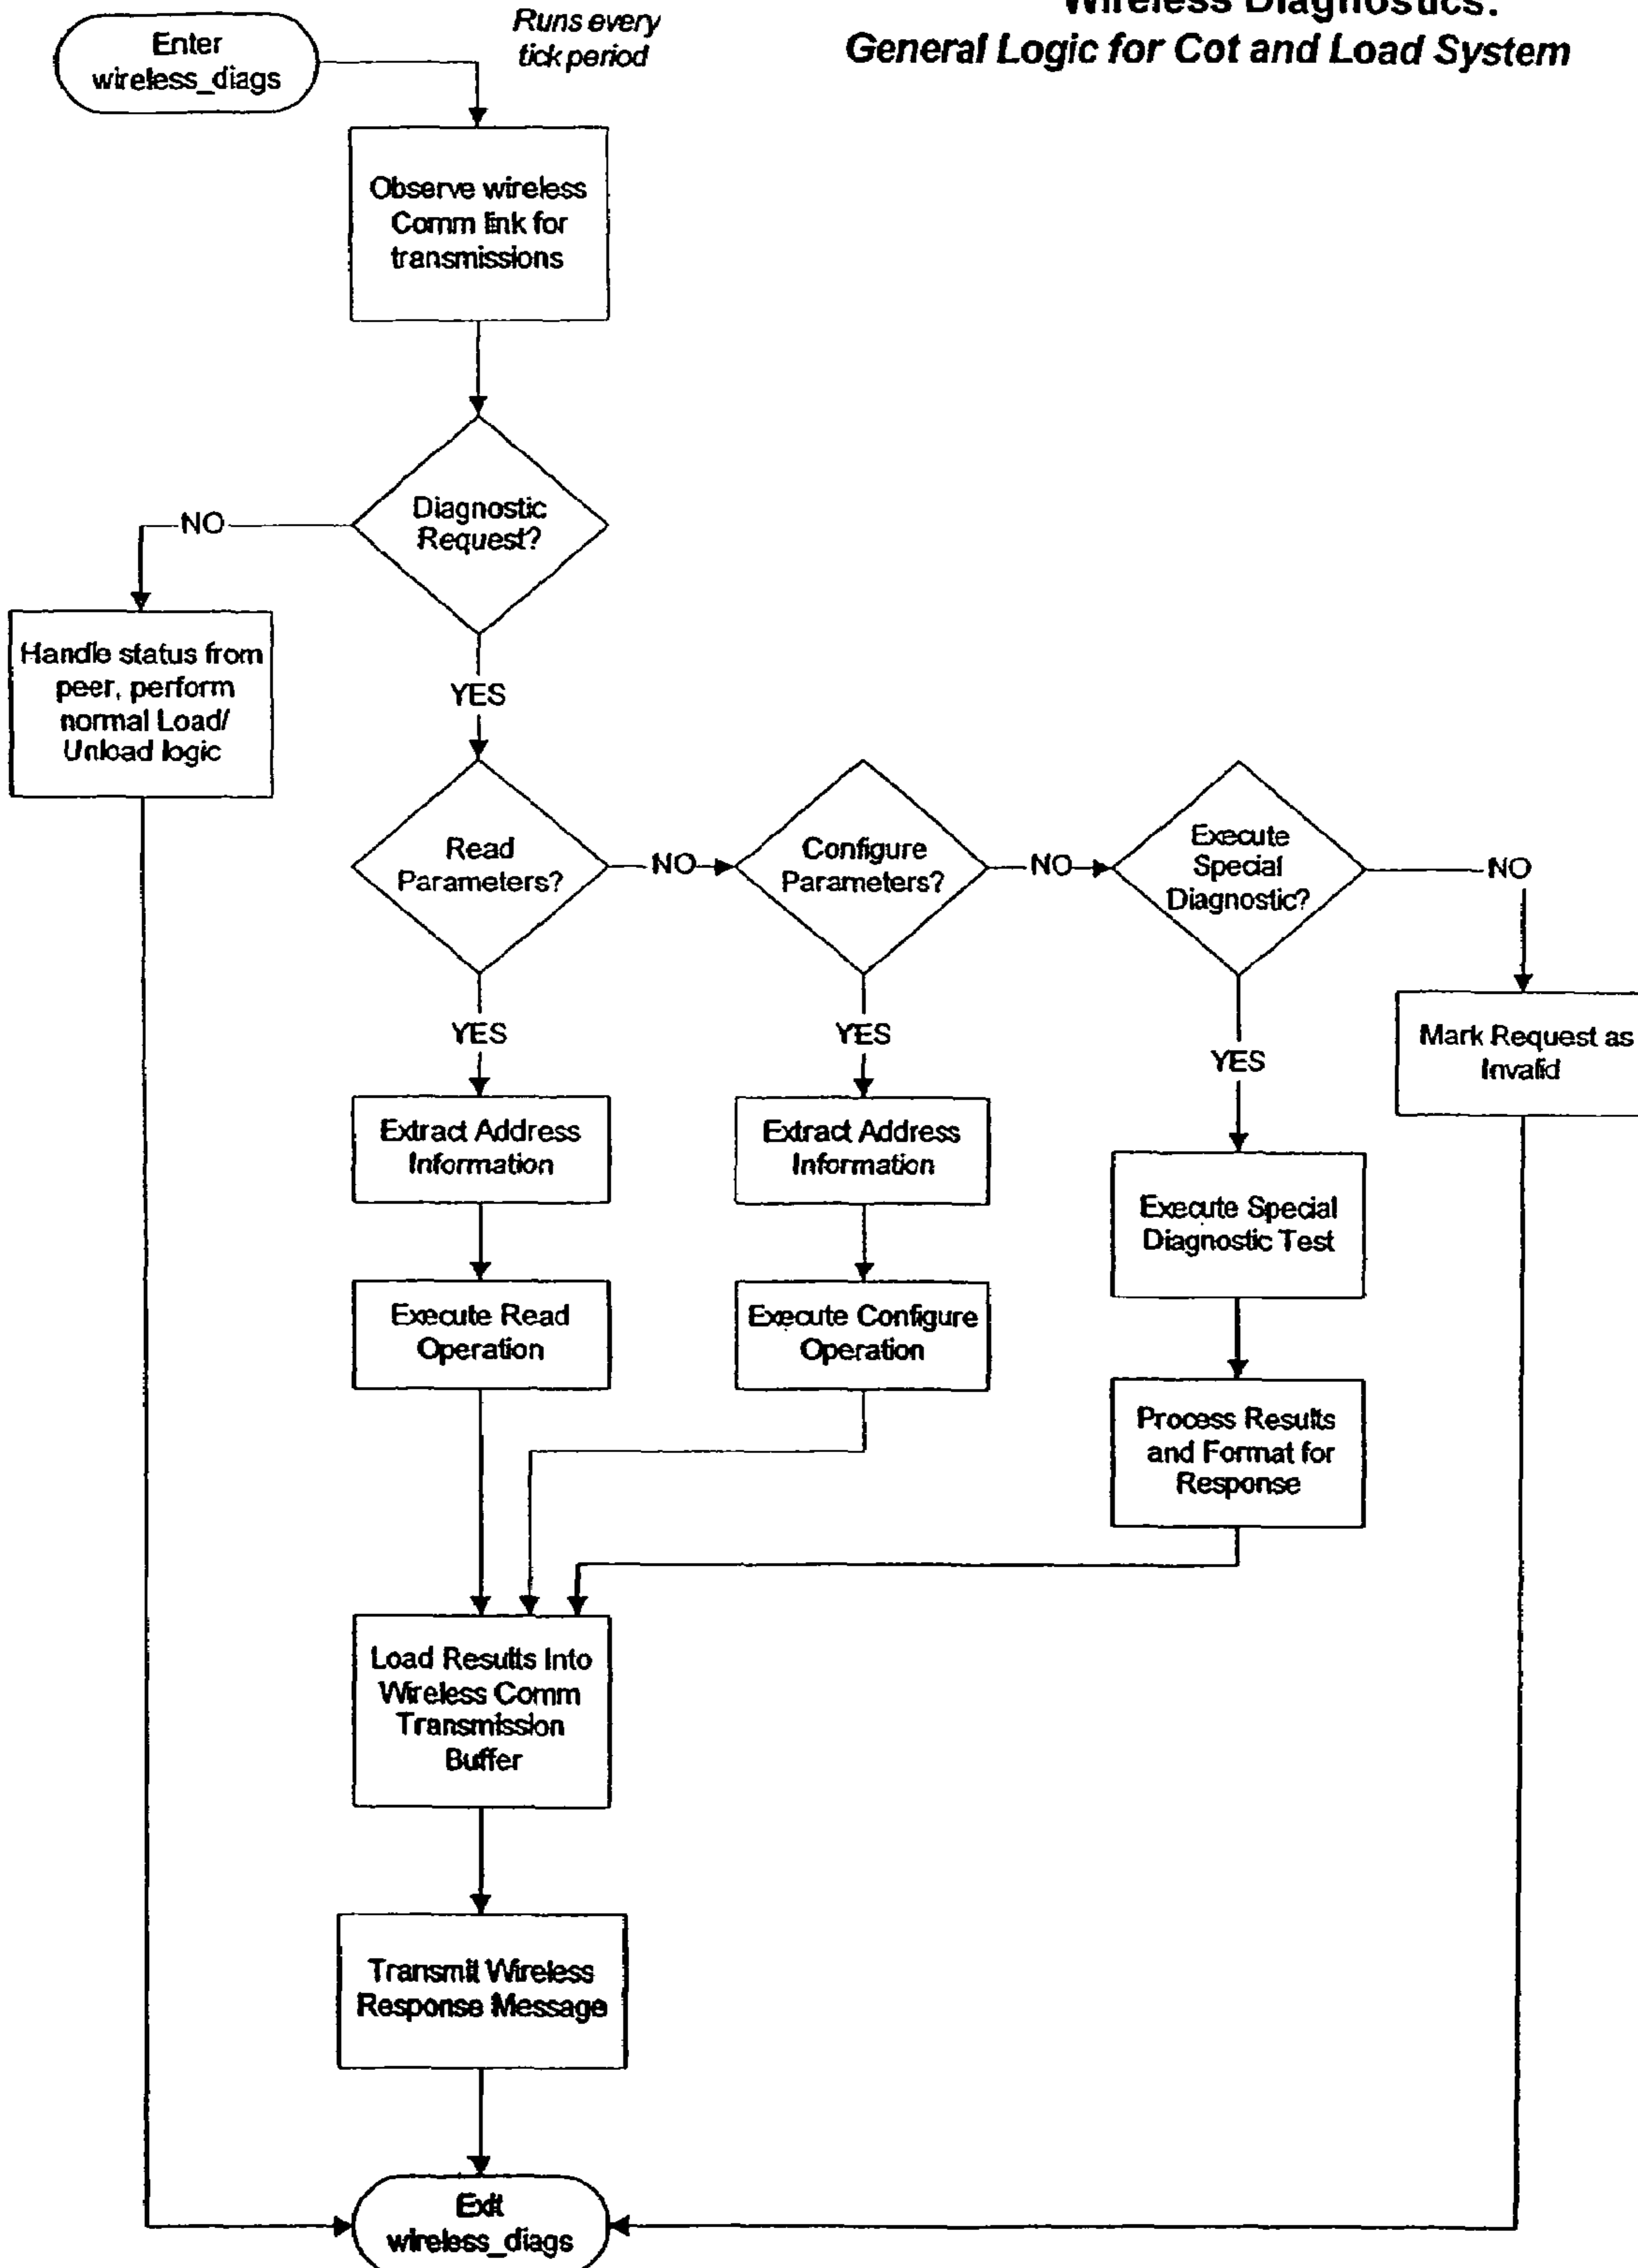 Wireless Diagnostics:
General Logic for Cot and Load System
Runs every
tick period
Enter
wireless_diags
Observe wireless
Comm link for
transmissions
Diagnostic
Request?
NO
YES
Handle status from
peer, perform
normal Load/
Unload logic
Read
Parameters?
NO
Configure
Parameters?
NO
Execute
Special
Diagnostic?
NO
YES
YES
YES
Mark Request as
Invalid
Extract Address
Information
Extract Address
Information
Execute Special
Diagnostic Test
Execute Read
Operation
Execute Configure
Operation
Process Results
and Format for
Response
Load Results Into
Wireless Comm
Transmission
Buffer
Transmit Wireless
Response Message
Exit
wireless_diags